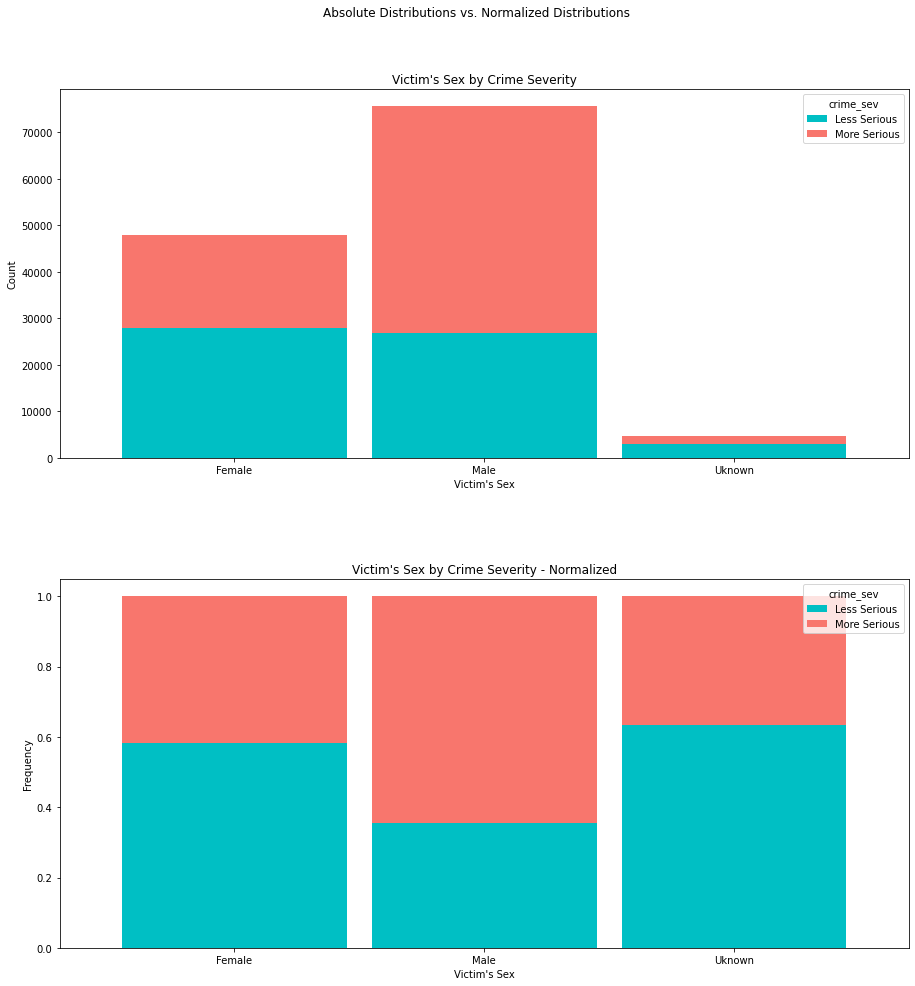 Absolute Distributions vs. Normalized Distributions
Victim's Sex by Crime Severity
crime_sev
Less Serious
More Serious
70000
60000
50000
40000
30000
20000
10000
0
Count
Female
Male
Uknown
Victim's Sex
Victim's Sex by Crime Severity - Normalized
crime_sev
Less Serious
More Serious
1.0
0.8
0.6
0.4
0.2
0.0
Frequency
Female
Male
Uknown
Victim's Sex